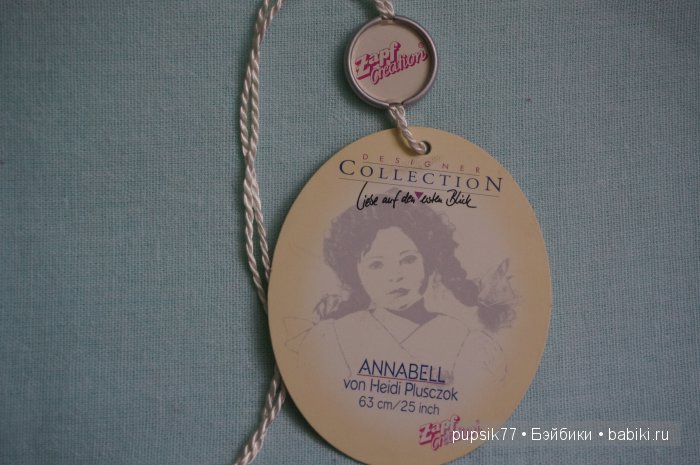 Zapf
Creation®
DESIGNER
COLLECTION
Liebe auf den ersten Blick
ANNABELL
von Heidi Plusczok
63 cm/25 inch
Zapf
Creation
pupsik77 • Бэйбики • babiki.ru